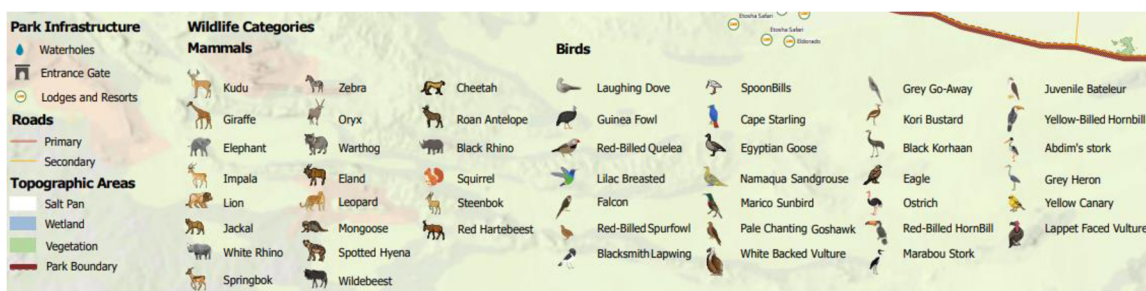 Park Infrastructure
Waterholes
Entrance Gate
Lodges and Resorts
Roads
Primary
Secondary
Topographic Areas
Salt Pan
Wetland
Vegetation
Park Boundary
Wildlife Categories
Mammals
Kudu
Giraffe
Elephant
Impala
Lion
Jackal
White Rhino
Springbok
Zebra
Oryx
Warthog
Eland
Leopard
Mongoose
Spotted Hyena
Wildebeest
Cheetah
Roan Antelope
Black Rhino
Squirrel
Steenbok
Red Hartebeest
Birds
Laughing Dove
Guinea Fowl
Red-Billed Quelea
Lilac Breasted
Falcon
Red-Billed Spurfowl
Blacksmith Lapwing
SpoonBills
Cape Starling
Egyptian Goose
Namaqua Sandgrouse
Marico Sunbird
Pale Chanting Goshawk
White Backed Vulture
Grey Go-Away
Kori Bustard
Black Korhaan
Eagle
Ostrich
Red-Billed HornBill
Marabou Stork
Juvenile Bateleur
Yellow-Billed Hornbill
Abdim's stork
Grey Heron
Yellow Canary
Lappet Faced Vulture
Etosha Safari
Etosha Safari
Eldorado